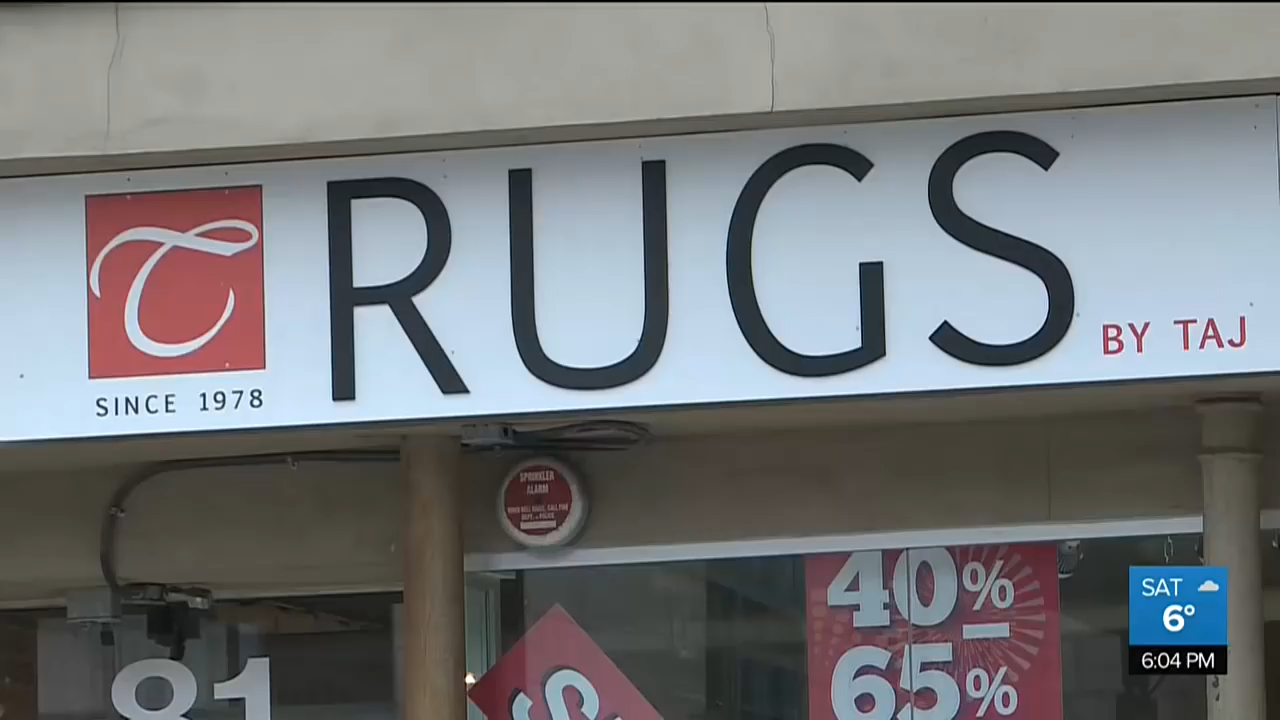 T
RUGS
BY TAJ
SINCE 1978
SPRINKLER
ALARM
40%
65%
S
81
SAT
6°
6:04 PM